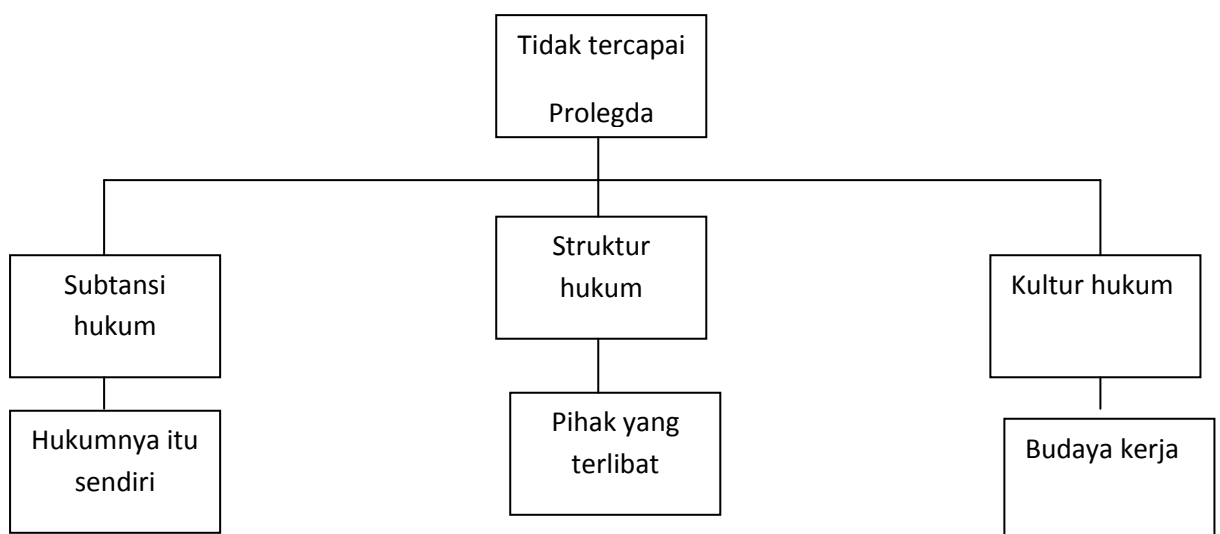 Tidak tercapai
Prolegda
Subtansi
hukum
Struktur
hukum
Kultur hukum
Hukumnya itu
sendiri
Pihak yang
terlibat
Budaya kerja